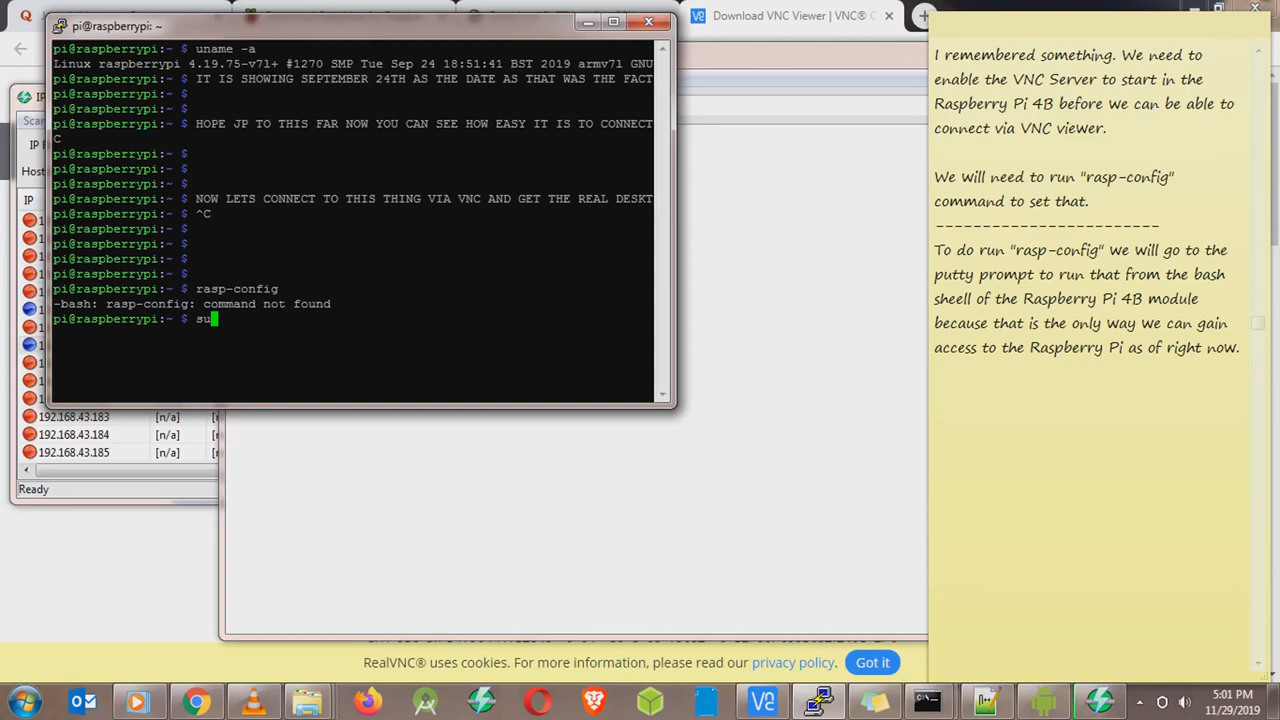 Download VNC Viewer | VNC®
pi@raspberrypi: ~
pi@raspberrypi:~ $ uname -a
Linux raspberrypi 4.19.75-v7l+ #1270 SMP Tue Sep 24 18:51:41 BST 2019 armv7l GNU
pi@raspberrypi:~ $ IT IS SHOWING SEPTEMBER 24TH AS THE DATE AS THAT WAS THE FACT
pi@raspberrypi:~ $
pi@raspberrypi:~ $
pi@raspberrypi:~ $ HOPE JP TO THIS FAR NOW YOU CAN SEE HOW EASY IT IS TO CONNECT
C
pi@raspberrypi:~ $
pi@raspberrypi:~ $
pi@raspberrypi:~ $
pi@raspberrypi:~ $ NOW LETS CONNECT TO THIS THING VIA VNC AND GET THE REAL DESKT
pi@raspberrypi:~ $ ^C
pi@raspberrypi:~ $
pi@raspberrypi:~ $
pi@raspberrypi:~ $
pi@raspberrypi:~ $
pi@raspberrypi:~ $ rasp-config
-bash: rasp-config: command not found
pi@raspberrypi:~ $ su
IP
Scar
IP F
Host
IP
192.168.43.183 [n/a]
192.168.43.184 [n/a]
192.168.43.185 [n/a]
Ready
I remembered something. We need to
enable the VNC Server to start in the
Raspberry Pi 4B before we can be able to
connect via VNC viewer.
We will need to run "rasp-config"
command to set that.
------------------------
To do run "rasp-config" we will go to the
putty prompt to run that from the bash
sheell of the Raspberry Pi 4B module
because that is the only way we can gain
access to the Raspberry Pi as of right now.
RealVNC® uses cookies. For more information, please read our privacy policy. Got it
5:01 PM
11/29/2019